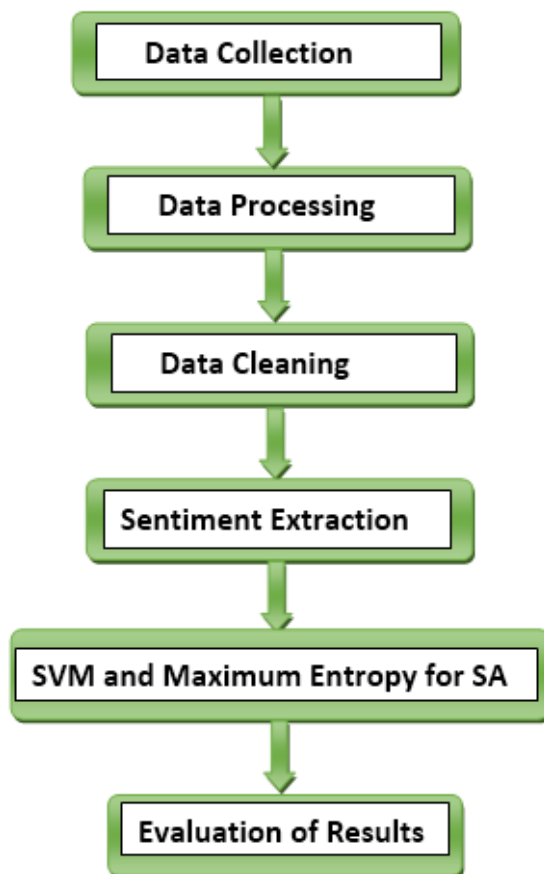 Data Collection
Data Processing
Data Cleaning
Sentiment Extraction
SVM and Maximum Entropy for SA
Evaluation of Results